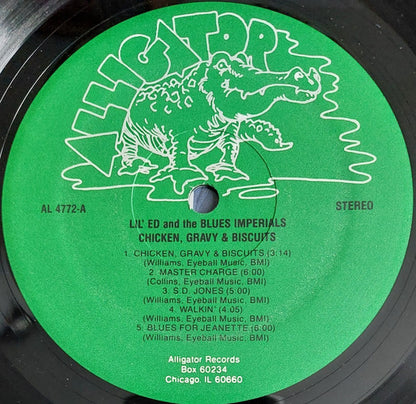 ALLIGATOR
AL 4772-A
STEREO
LIL' ED and the BLUES IMPERIALS
CHICKEN, GRAVY & BISCUITS
1. CHICKEN, GRAVY & BISCUITS (3:14)
(Williams, Eyeball Music, BMI)
2. MASTER CHARGE (6:00)
(Collins, Eyeball Music, BMI)
3. S.D. JONES (5:00)
(Williams, Eyeball Music, BMI)
4. WALKIN' (4:05)
(Williams, Eyeball Music, BMI)
5. BLUES FOR JEANETTE (6:00)
(Williams, Eyeball Music, BMI)
Alligator Records
Box 60234
Chicago, IL 60660